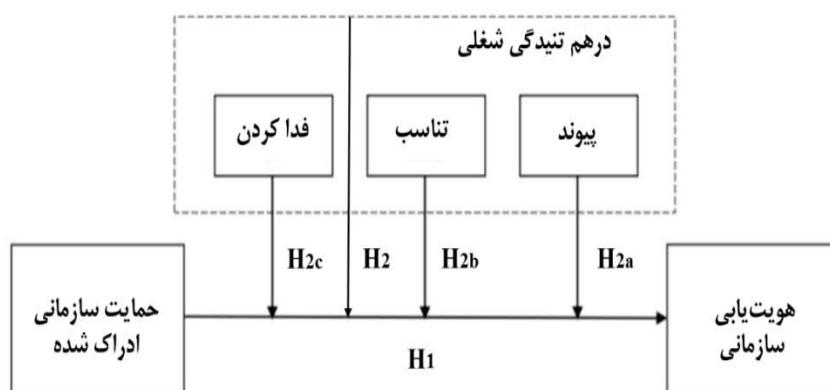 درهم تنیدگی شغلی
پیوند
تناسب
فدا کردن
H2a
H2b
H2
H2c
هویت‌یابی
سازمانی
حمایت سازمانی
ادراک شده
H1